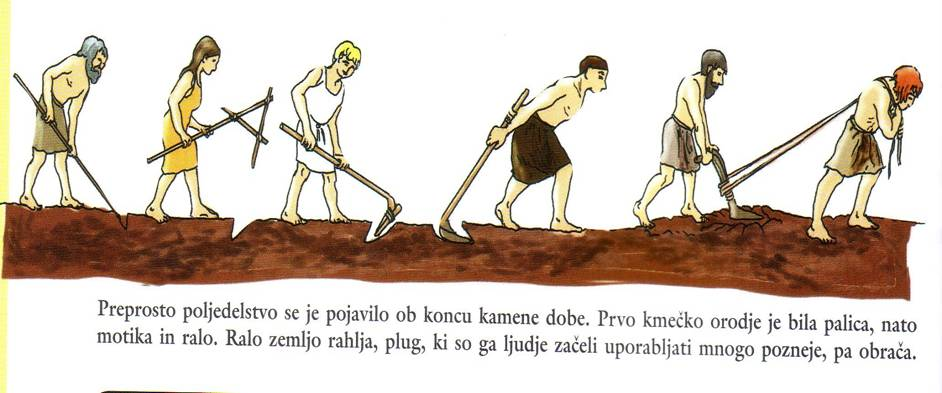 Preprosto poljedelstvo se je pojavilo ob koncu kamene dobe. Prvo kmečko orodje je bila palica, nato
motika in ralo. Ralo zemljo rahlja, plug, ki so ga ljudje začeli uporabljati mnogo pozneje, pa obrača.